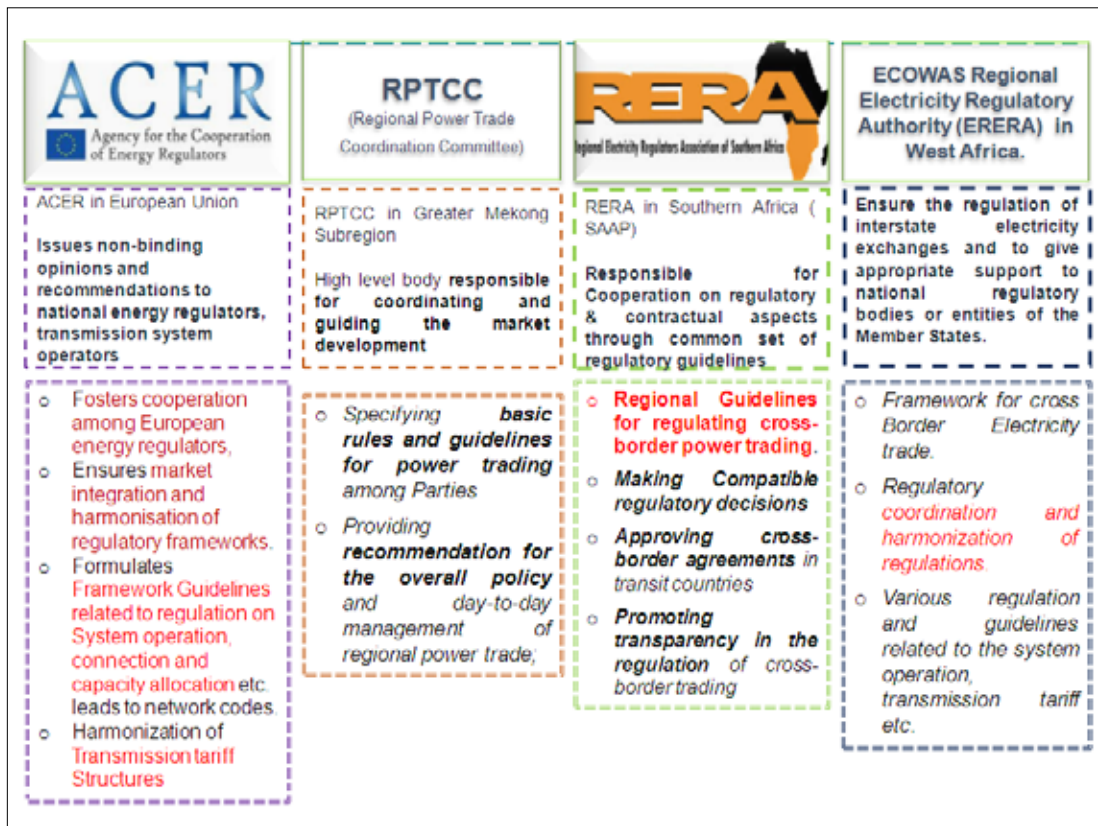 ACER
Agency for the Cooperation
of Energy Regulators
ACER in European Union
Issues non-binding
opinions and
recommendations to
national energy regulators,
transmission system
operators
o Fosters cooperation
among European
energy regulators,
o Ensures market
integration and
harmonisation of
regulatory frameworks.
o Formulates
Framework Guidelines
related to regulation on
System operation,
connection and
capacity allocation etc.
leads to network codes.
o Harmonization of
Transmission tariff
Structures
RPTCC
(Regional Power Trade
Coordination Committee)
RPTCC in Greater Mekong
Subregion
High level body responsible
for coordinating and
guiding the market
development
o Specifying basic
rules and guidelines
for power trading
among Parties
o Providing
recommendation for
the overall policy
and day-to-day
management of
regional power trade;
RERA
Regional Electricity Regulators Association of Southern Africa
RERA in Southern Africa (
SAAP)
Responsible for
Cooperation on regulatory
& contractual aspects
through common set of
regulatory guidelines
o Regional Guidelines
for regulating cross-
border power trading.
o Making Compatible
regulatory decisions
o Approving cross-
border agreements in
transit countries
o Promoting
transparency in the
regulation of cross-
border trading
ECOWAS Regional
Electricity Regulatory
Authority (ERERA) in
West Africa.
Ensure the regulation of
interstate electricity
exchanges and to give
appropriate support to
national regulatory
bodies or entities of the
Member States.
o Framework for cross
Border Electricity
trade.
o Regulatory
coordination and
harmonization of
regulations.
o Various regulation
and guidelines
related to the system
operation,
transmission tariff
etc.